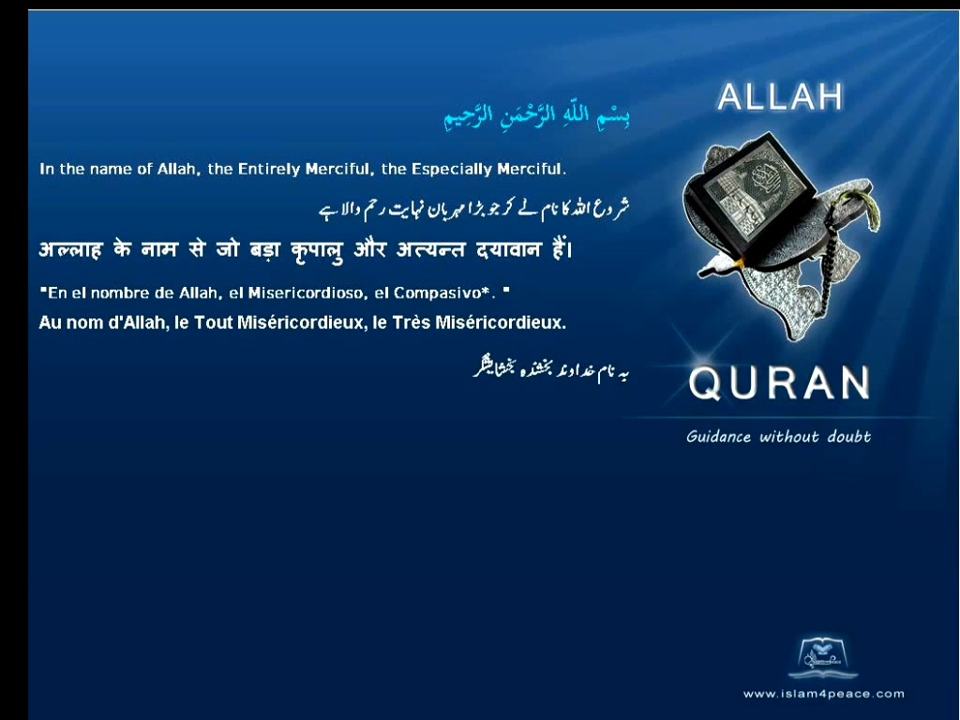 بِسْمِ اللّهِ الرَّحْمَنِ الرَّحِيمِ
In the name of Allah, the Entirely Merciful, the Especially Merciful.
شروع الله کا نام لے کر جو بڑا مہربان نہایت رحم والا ہے
अल्लाह के नाम से जो बड़ा कृपालु और अत्यन्त दयावान हैं।
"En el nombre de Allah, el Misericordioso, el Compasivo*. "
Au nom d'Allah, le Tout Miséricordieux, le Très Miséricordieux.
به نام خداوند بخشنده بخشایشگر
ALLAH
QURAN
Guidance without doubt
www.islam4peace.com